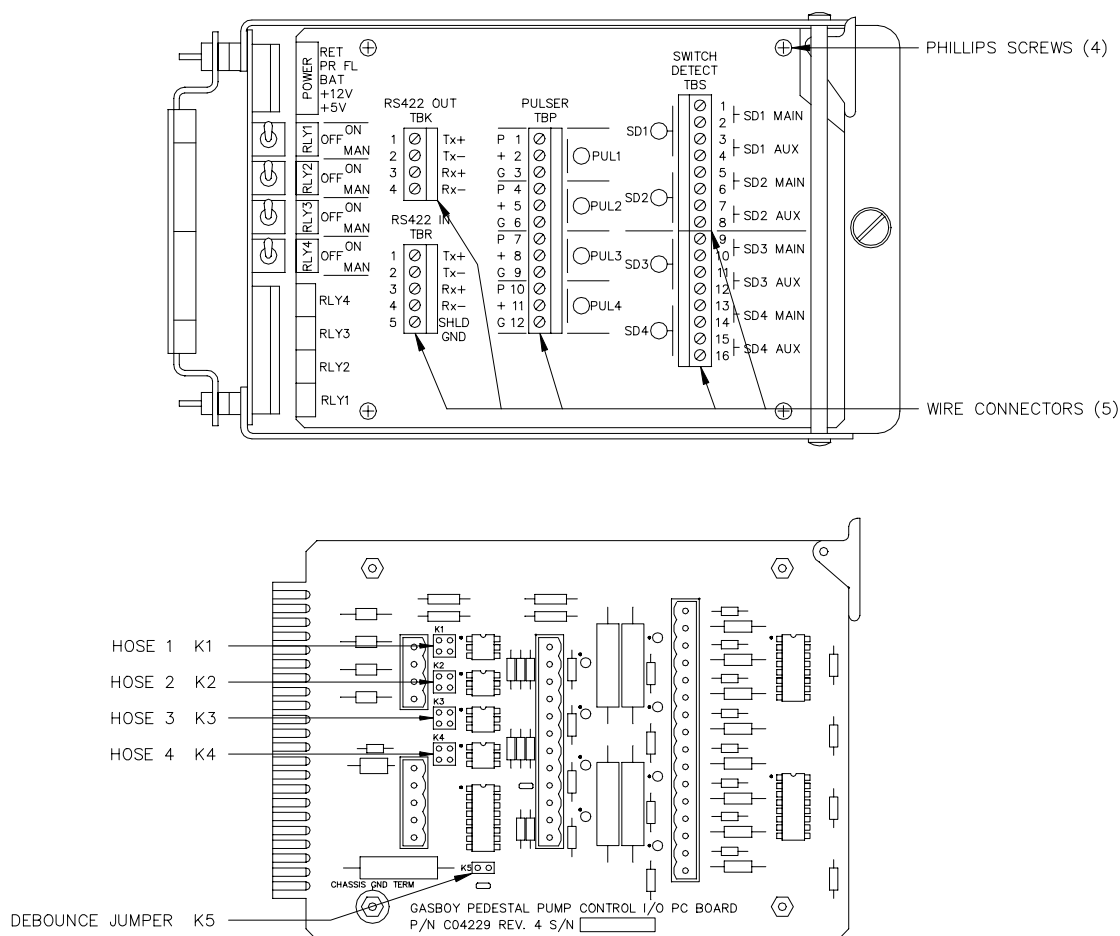 PHILLIPS SCREWS (4)
POWER
RET
PR FL
BAT
+12V
+5V
RLY1
ON
OFF
MAN
RLY2
ON
OFF
MAN
RLY3
ON
OFF
MAN
RLY4
ON
OFF
MAN
RLY4
RLY3
RLY2
RLY1
RS422 OUT
TBK
1 Tx+
2 Tx-
3 Rx+
4 Rx-
RS422 IN
TBR
1 Tx+
2 Tx-
3 Rx+
4 Rx-
5 SHLD
GND
PULSER
TBP
P 1
+ 2
G 3
PUL1
P 4
+ 5
G 6
PUL2
P 7
+ 8
G 9
PUL3
P 10
+ 11
G 12
PUL4
SWITCH
DETECT
TBS
SD1
1
2
SD1 MAIN
3
4
SD1 AUX
SD2
5
6
SD2 MAIN
7
8
SD2 AUX
SD3
9
10
SD3 MAIN
11
12
SD3 AUX
SD4
13
14
SD4 MAIN
15
16
SD4 AUX
WIRE CONNECTORS (5)
HOSE 1 K1
K1
HOSE 2 K2
K2
HOSE 3 K3
K3
HOSE 4 K4
K4
K5
CHASSIS GND TERM
DEBOUNCE JUMPER K5
GASBOY PEDESTAL PUMP CONTROL I/O PC BOARD
P/N C04229 REV. 4 S/N